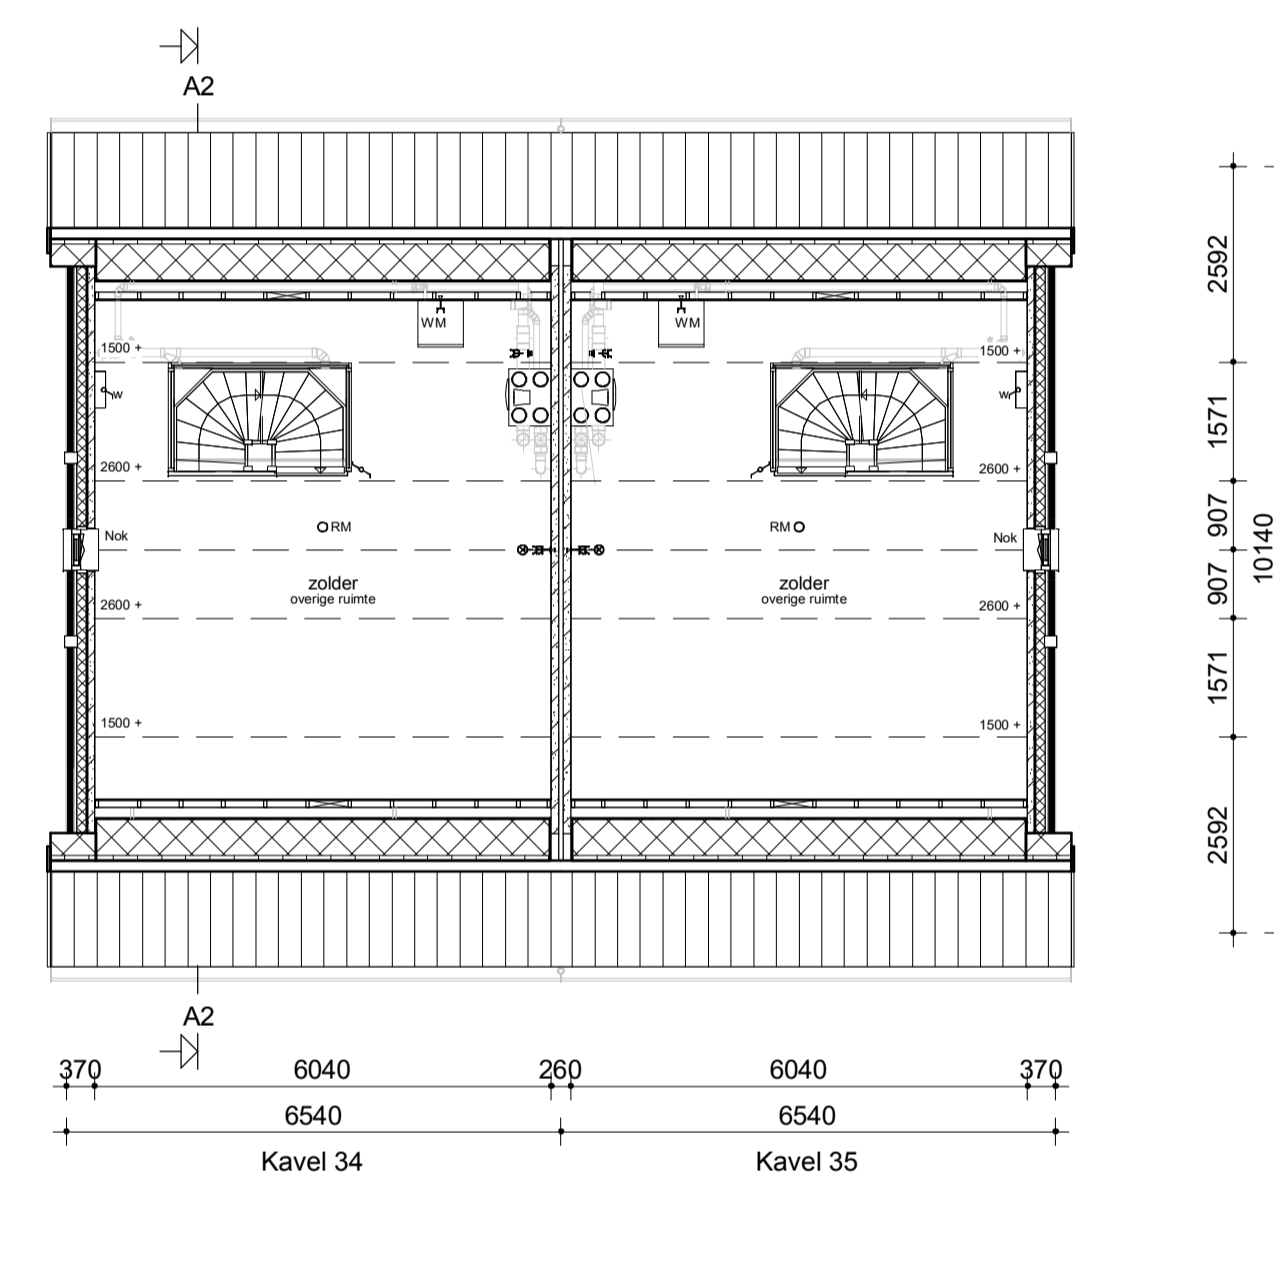 A2
WM
WM
1500 +
1500 +
w
w
2600 +
2600 +
RM
RM
Nok
Nok
zolder
overige ruimte
zolder
overige ruimte
2600 +
2600 +
1500 +
1500 +
2592
1571
907
907
1571
2592
10140
A2
370
6040
260
6040
370
6540
6540
Kavel 34
Kavel 35